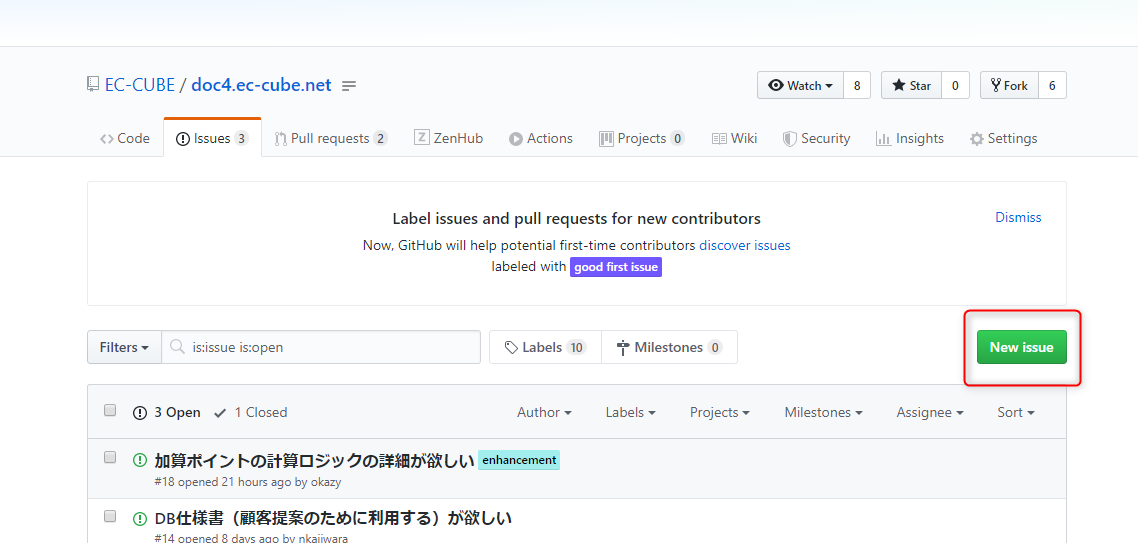 EC-CUBE / doc4.ec-cube.net
Watch 8 Star 0 Fork 6
Code Issues 3 Pull requests 2 ZenHub Actions Projects 0 Wiki Security Insights Settings
Label issues and pull requests for new contributors
Dismiss
Now, GitHub will help potential first-time contributors discover issues
labeled with good first issue
Filters is:issue is:open Labels 10 Milestones 0 New issue
3 Open 1 Closed Author Labels Projects Milestones Assignee Sort
加算ポイントの計算ロジックの詳細が欲しい enhancement
#18 opened 21 hours ago by okazy
DB仕様書（顧客提案のために利用する）が欲しい
#14 opened 8 days ago by nkajiwara